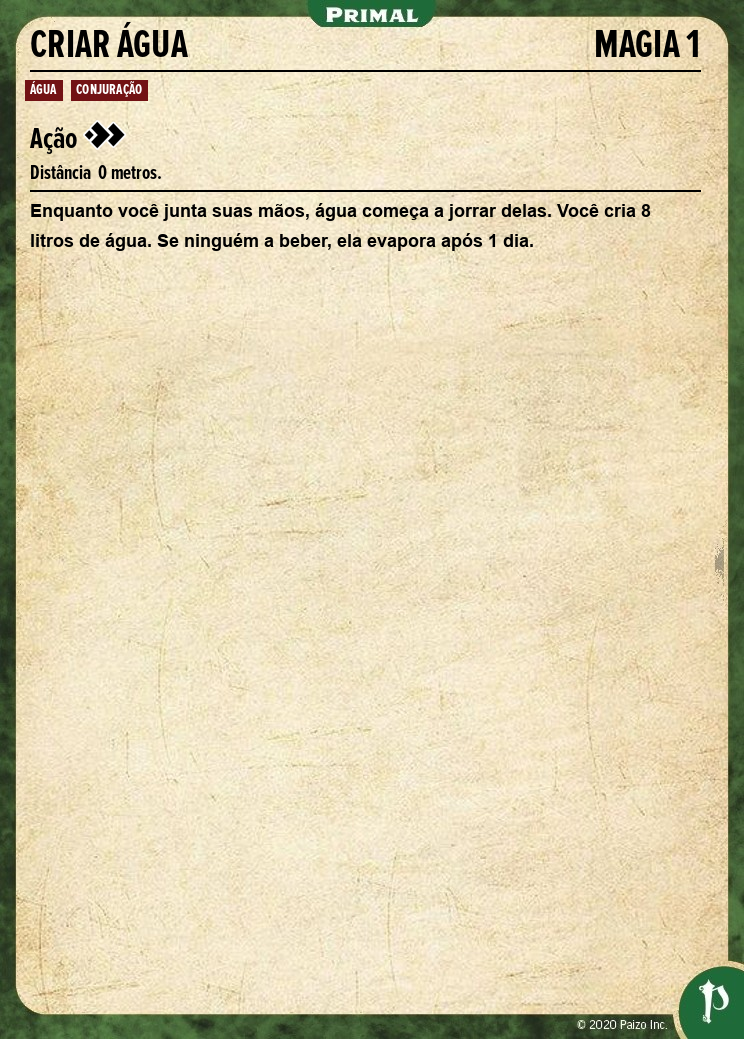 PRIMAL
CRIAR ÁGUA MAGIA 1
ÁGUA CONJURAÇÃO
Ação
Distância 0 metros.
Enquanto você junta suas mãos, água começa a jorrar delas. Você cria 8
litros de água. Se ninguém a beber, ela evapora após 1 dia.
© 2020 Paizo Inc.